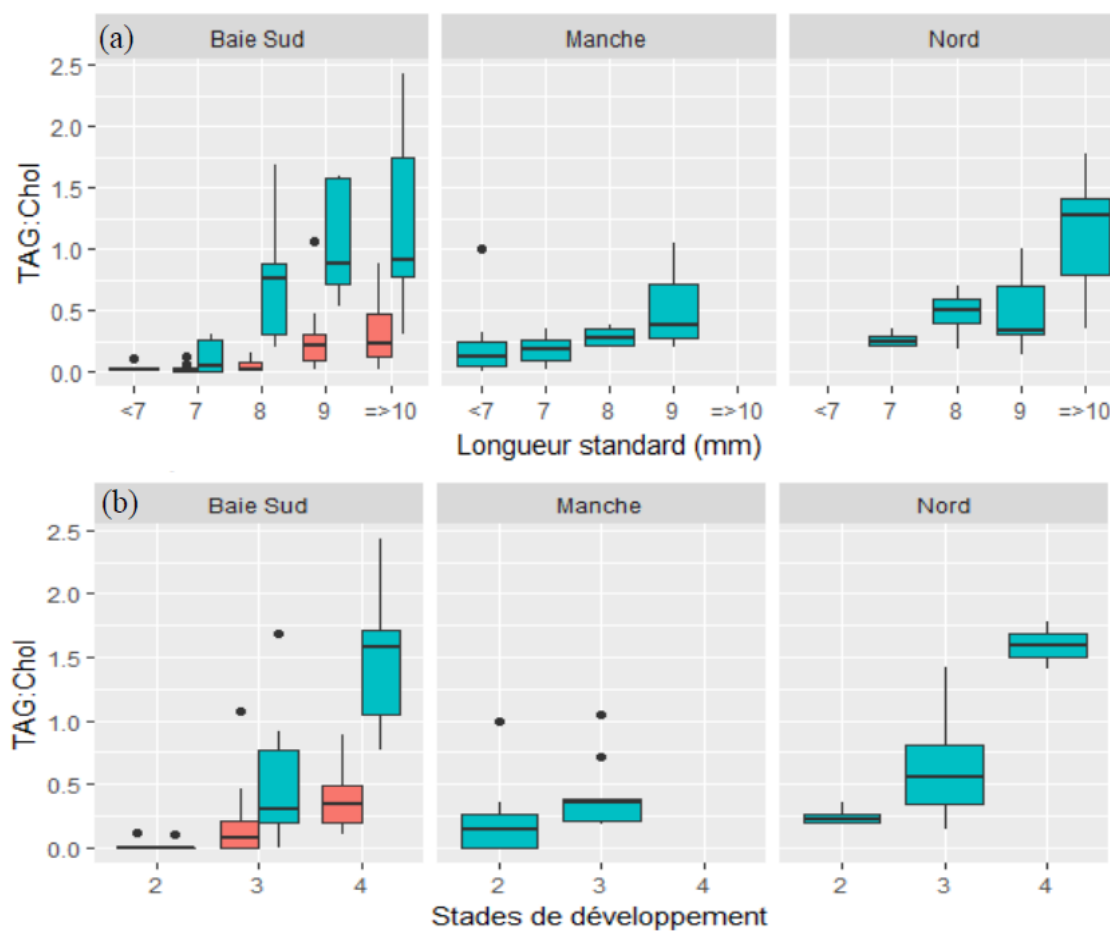 (a) Baie Sud Manche Nord
2.5
2.0
1.5
1.0
0.5
0.0
TAG:Chol
<7 7 8 9 =>10 <7 7 8 9 =>10 <7 7 8 9 =>10
Longueur standard (mm)
(b) Baie Sud Manche Nord
2.5
2.0
1.5
1.0
0.5
0.0
TAG:Chol
2 3 4 2 3 4 2 3 4
Stades de développement